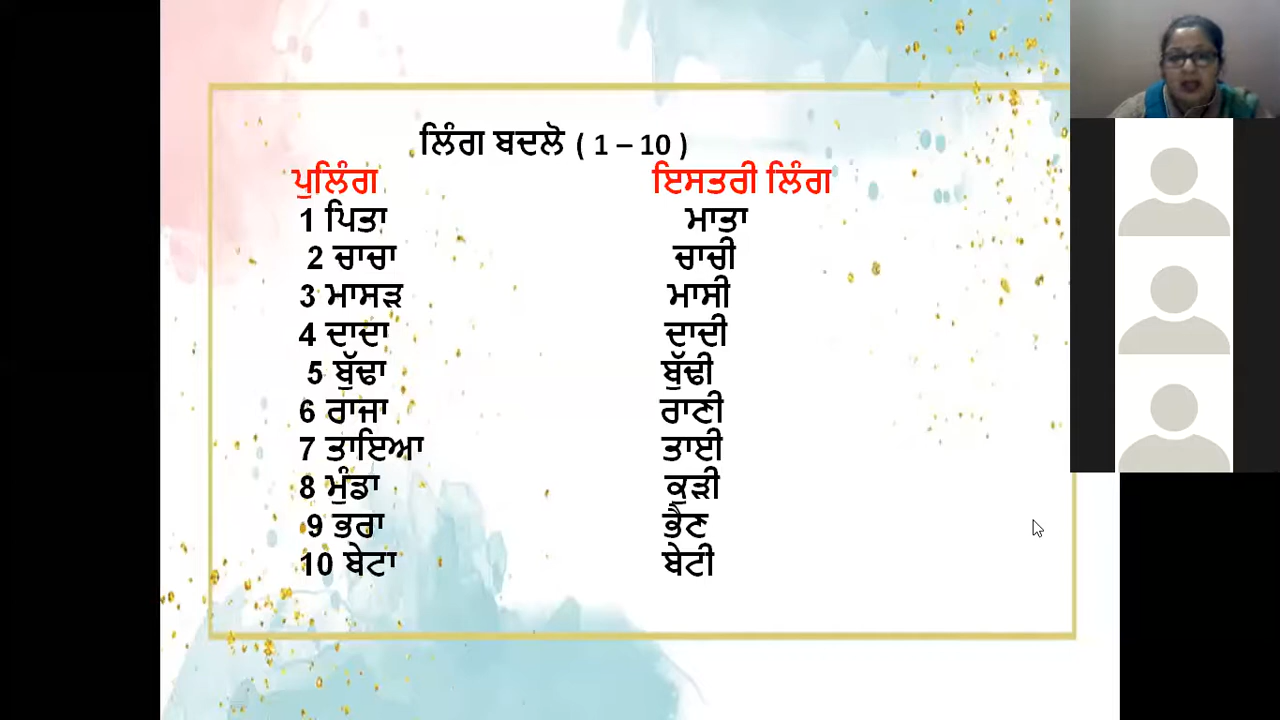 ਲਿੰਗ ਬਦਲੋ ( 1 – 10 )
ਪੁਲਿੰਗ ਇਸਤਰੀ ਲਿੰਗ
1 ਪਿਤਾ ਮਾਤਾ
2 ਚਾਚਾ ਚਾਚੀ
3 ਮਾਸੜ ਮਾਸੀ
4 ਦਾਦਾ ਦਾਦੀ
5 ਬੁੱਢਾ ਬੁੱਢੀ
6 ਰਾਜਾ ਰਾਣੀ
7 ਤਾਇਆ ਤਾਈ
8 ਮੁੰਡਾ ਕੁੜੀ
9 ਭਰਾ ਭੈਣ
10 ਬੇਟਾ ਬੇਟੀ